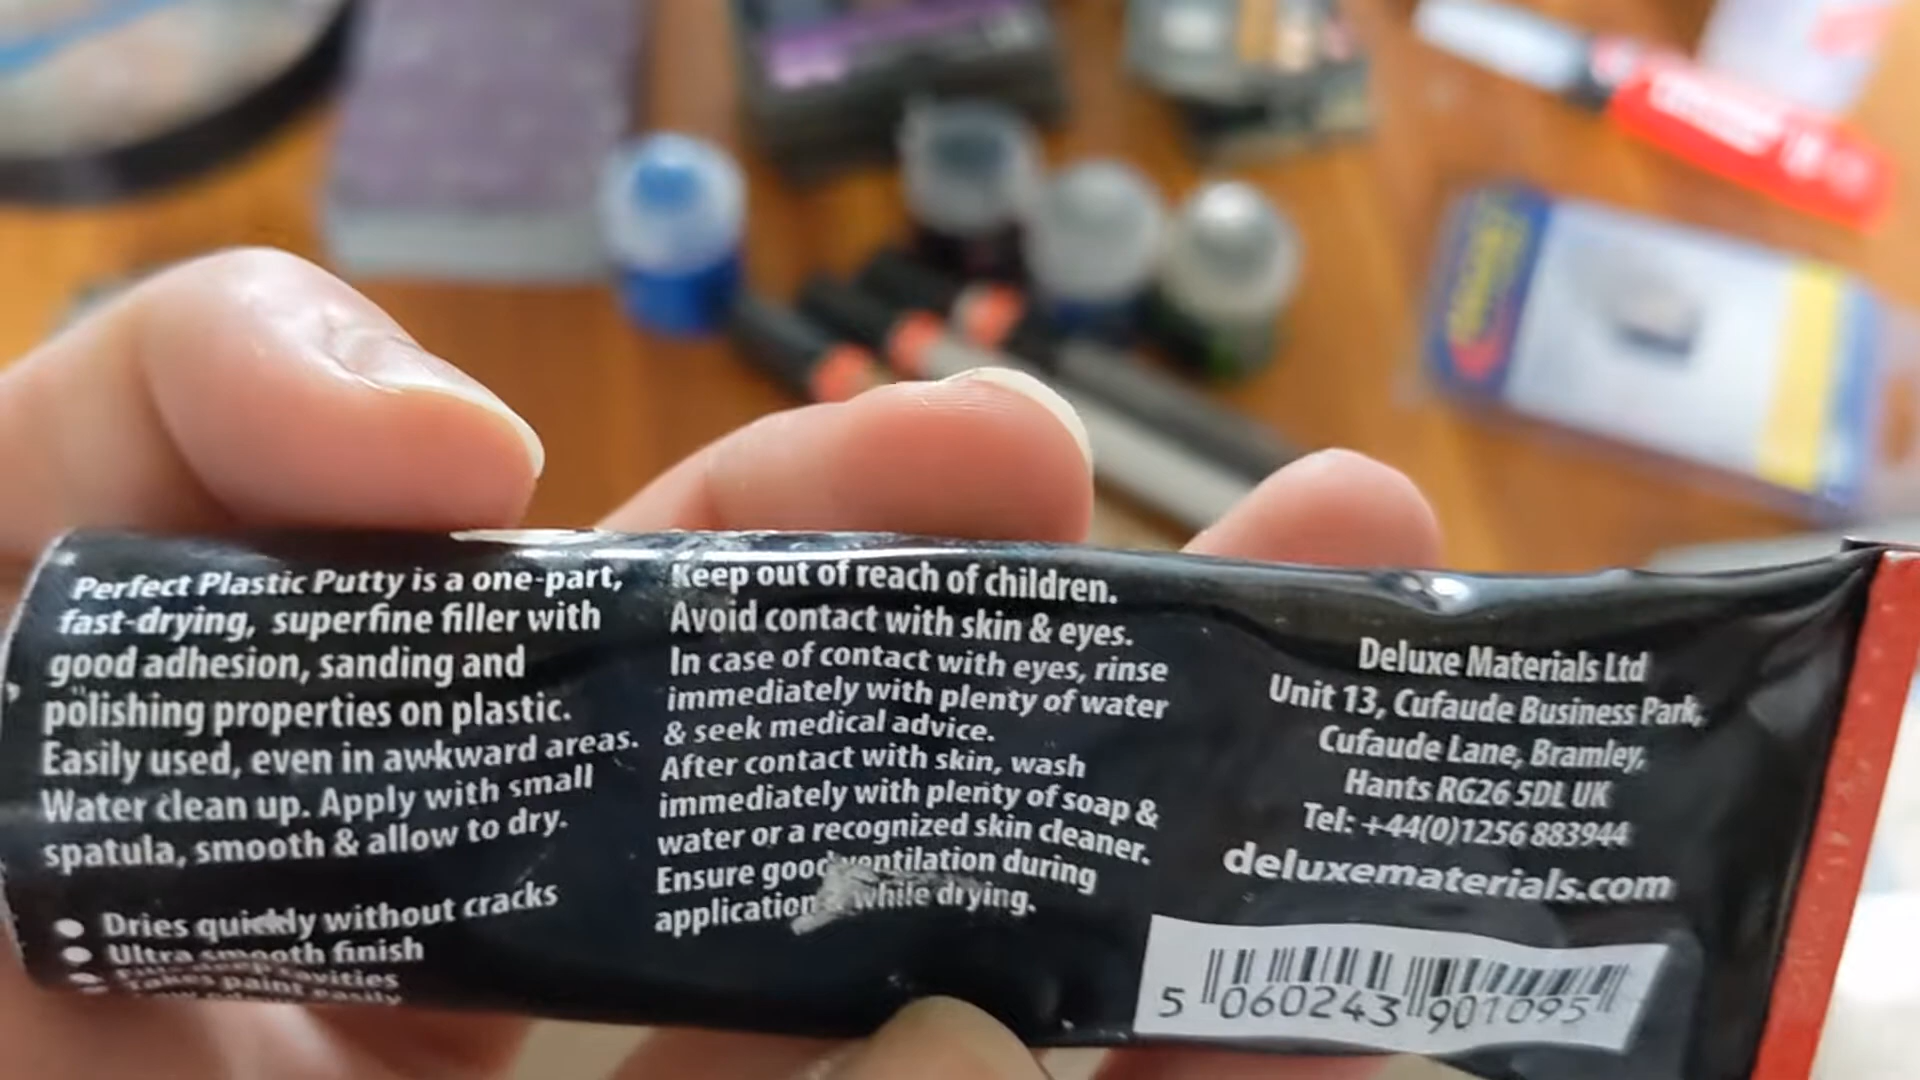 Perfect Plastic Putty is a one-part,
fast-drying, superfine filler with
good adhesion, sanding and
polishing properties on plastic.
Easily used, even in awkward areas.
Water clean up. Apply with small
spatula, smooth & allow to dry.
● Dries quickly without cracks
● Ultra smooth finish
cavities
Takes paint easily
Keep out of reach of children.
Avoid contact with skin & eyes.
In case of contact with eyes, rinse
immediately with plenty of water
& seek medical advice.
After contact with skin, wash
immediately with plenty of soap &
water or a recognized skin cleaner.
Ensure good ventilation during
application & while drying.
Deluxe Materials Ltd
Unit 13, Cufaude Business Park,
Cufaude Lane, Bramley,
Hants RG26 5DL UK
Tel: +44(0)1256 883944
deluxematerials.com
5 060243 901095